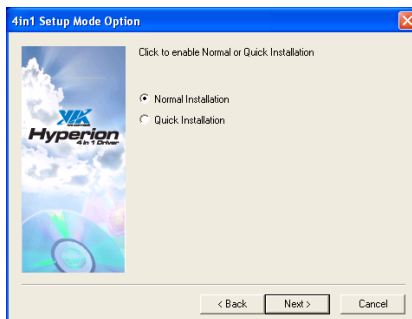 4in1 Setup Mode Option
Click to enable Normal or Quick Installation
Normal Installation
Quick Installation
VIA
Hyperion
4 in 1 Driver
< Back
Next >
Cancel